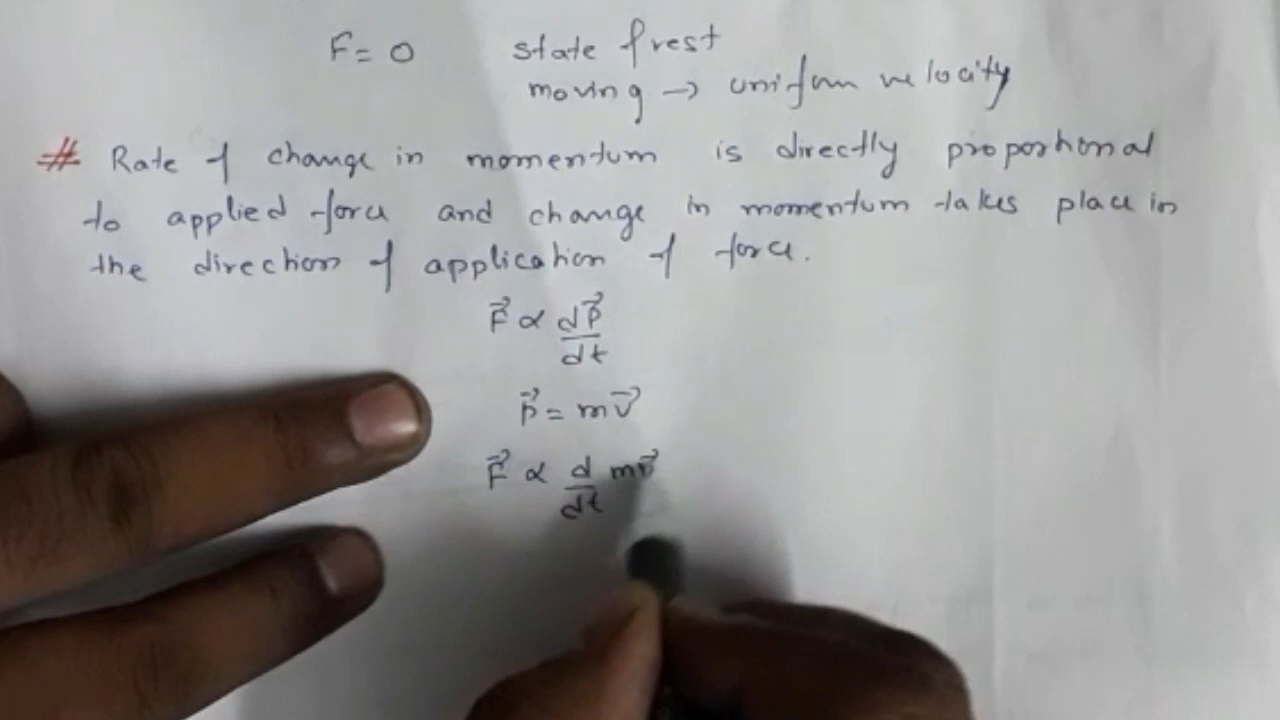 F = 0 state of rest
moving → uniform velocity
# Rate of change in momentum is directly proportional
to applied force and change in momentum takes place in
the direction of application of force.
F⃗ ∝ dP⃗/dt
p⃗ = mv⃗
F⃗ ∝ d/dt mv⃗